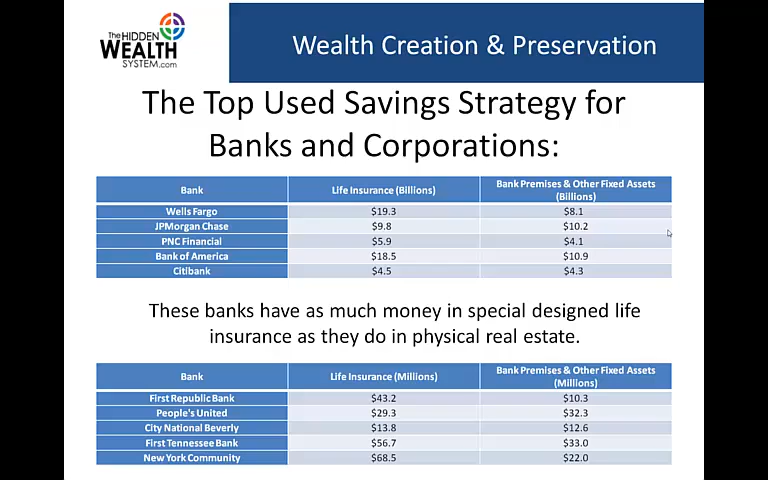 The HIDDEN
WEALTH
SYSTEM.com
Wealth Creation & Preservation
The Top Used Savings Strategy for
Banks and Corporations:
Bank Life Insurance (Billions) Bank Premises & Other Fixed Assets
(Billions)
Wells Fargo $19.3 $8.1
JPMorgan Chase $9.8 $10.2
PNC Financial $5.9 $4.1
Bank of America $18.5 $10.9
Citibank $4.5 $4.3
These banks have as much money in special designed life
insurance as they do in physical real estate.
Bank Life Insurance (Millions) Bank Premises & Other Fixed Assets
(Millions)
First Republic Bank $43.2 $10.3
People's United $29.3 $32.3
City National Beverly $13.8 $12.6
First Tennessee Bank $56.7 $33.0
New York Community $68.5 $22.0